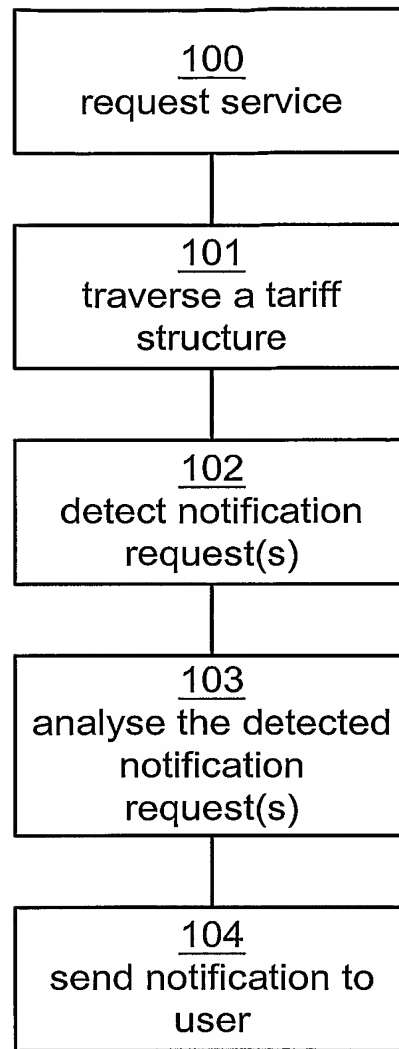 100
request service
101
traverse a tariff
structure
102
detect notification
request(s)
103
analyse the detected
notification
request(s)
104
send notification to
user